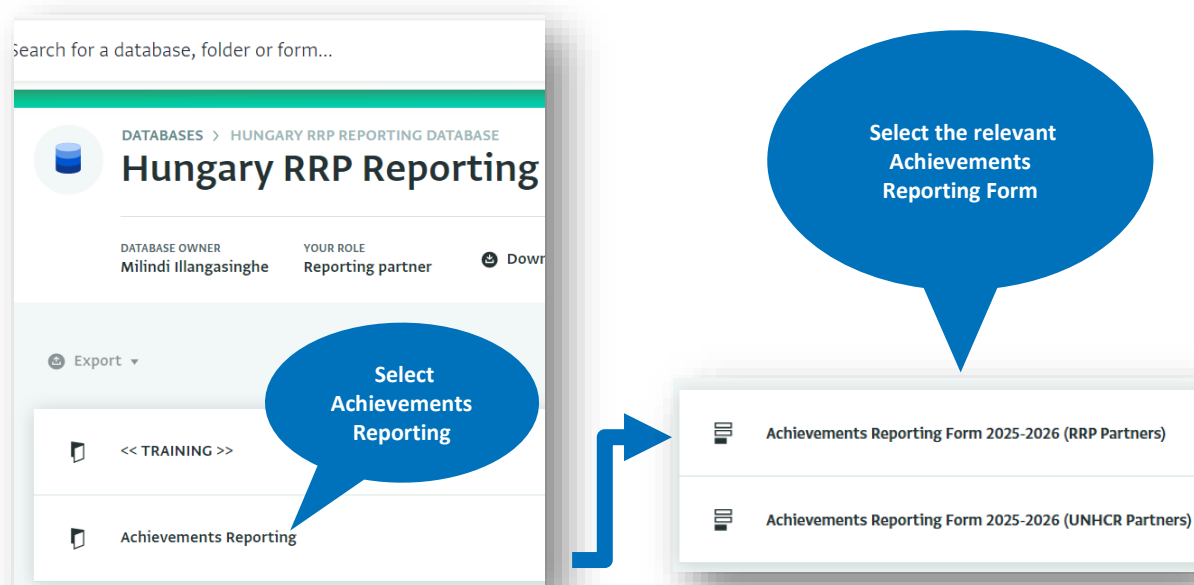 Search for a database, folder or form...
DATABASES > HUNGARY RRP REPORTING DATABASE
Hungary RRP Reporting
DATABASE OWNER
Milindi Illangasinghe
YOUR ROLE
Reporting partner
Export
Select
Achievements
Reporting
<< TRAINING >>
Achievements Reporting
Select the relevant
Achievements
Reporting Form
Achievements Reporting Form 2025-2026 (RRP Partners)
Achievements Reporting Form 2025-2026 (UNHCR Partners)